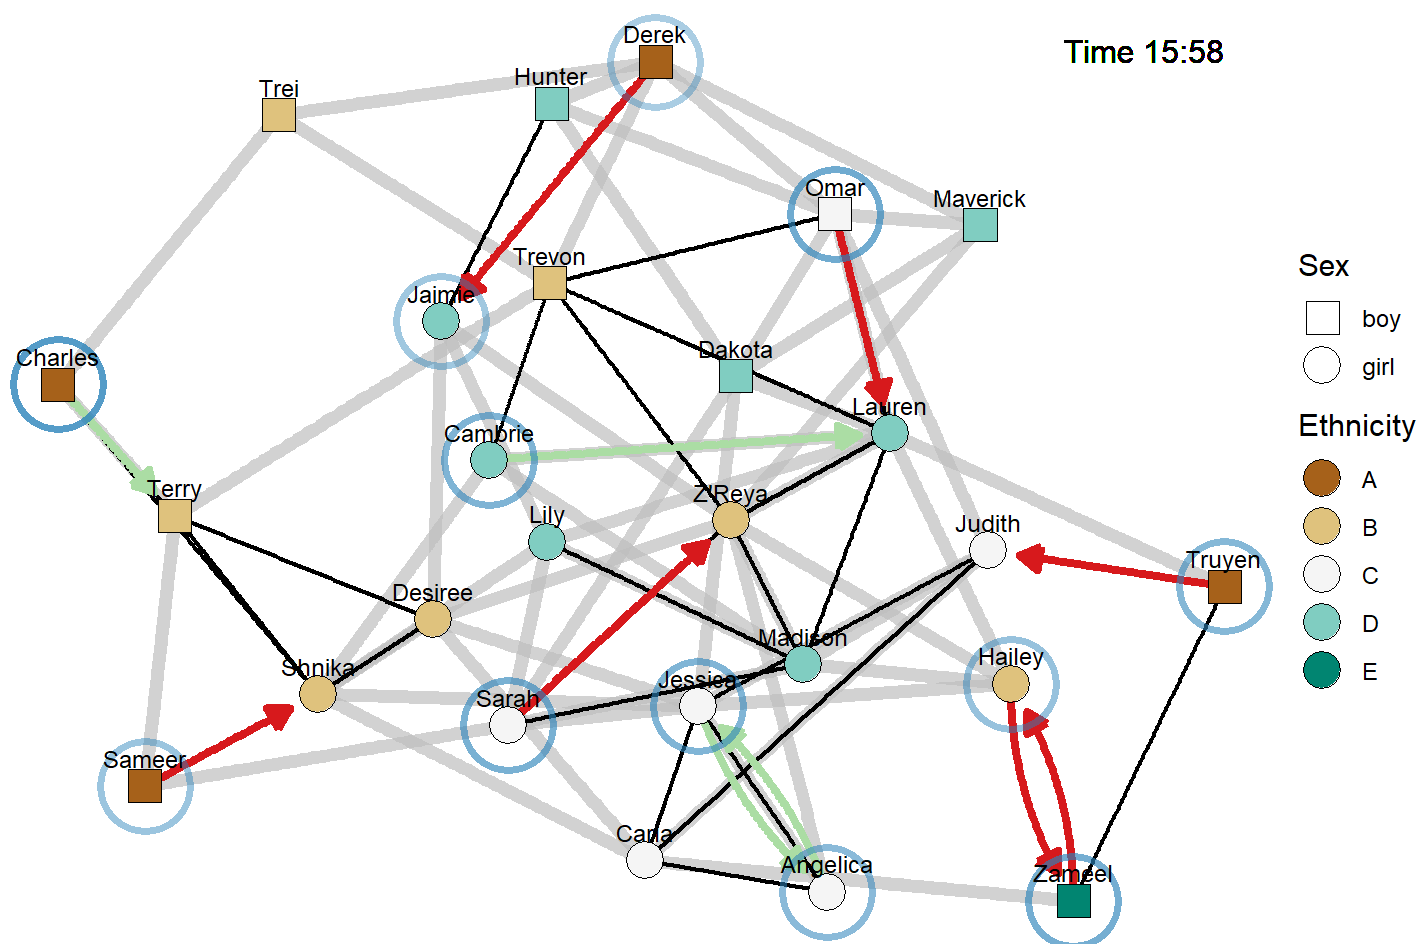 Derek
Time 15:58
Hunter
Trei
Omar
Maverick
Trevon
Sex
Jaimie
boy
Dakota
Charles
girl
Lauren
Ethnicity
Cambrie
A
Terry
Z'Reya
Lily
Judith
B
Truyen
C
Desiree
D
Madison
Hailey
Shnika
Jessica
E
Sarah
Sameer
Carla
Angelica
Zameel